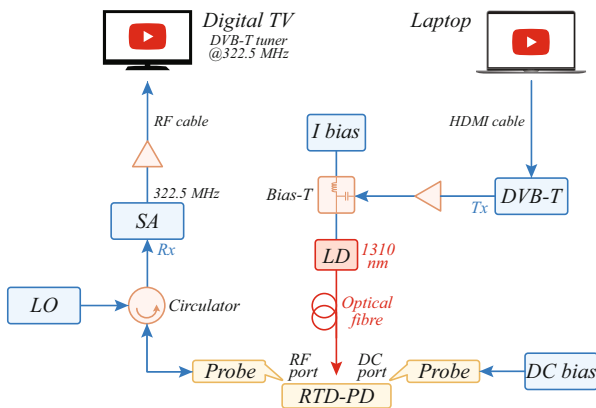 Digital TV
DVB-T tuner
@322.5 MHz
Laptop
RF cable
I bias
HDMI cable
Bias-T
322.5 MHz
SA
Rx
Tx
DVB-T
LD
1310
nm
LO
Circulator
Optical
fibre
Probe
RF
port
DC
port
Probe
DC bias
RTD-PD